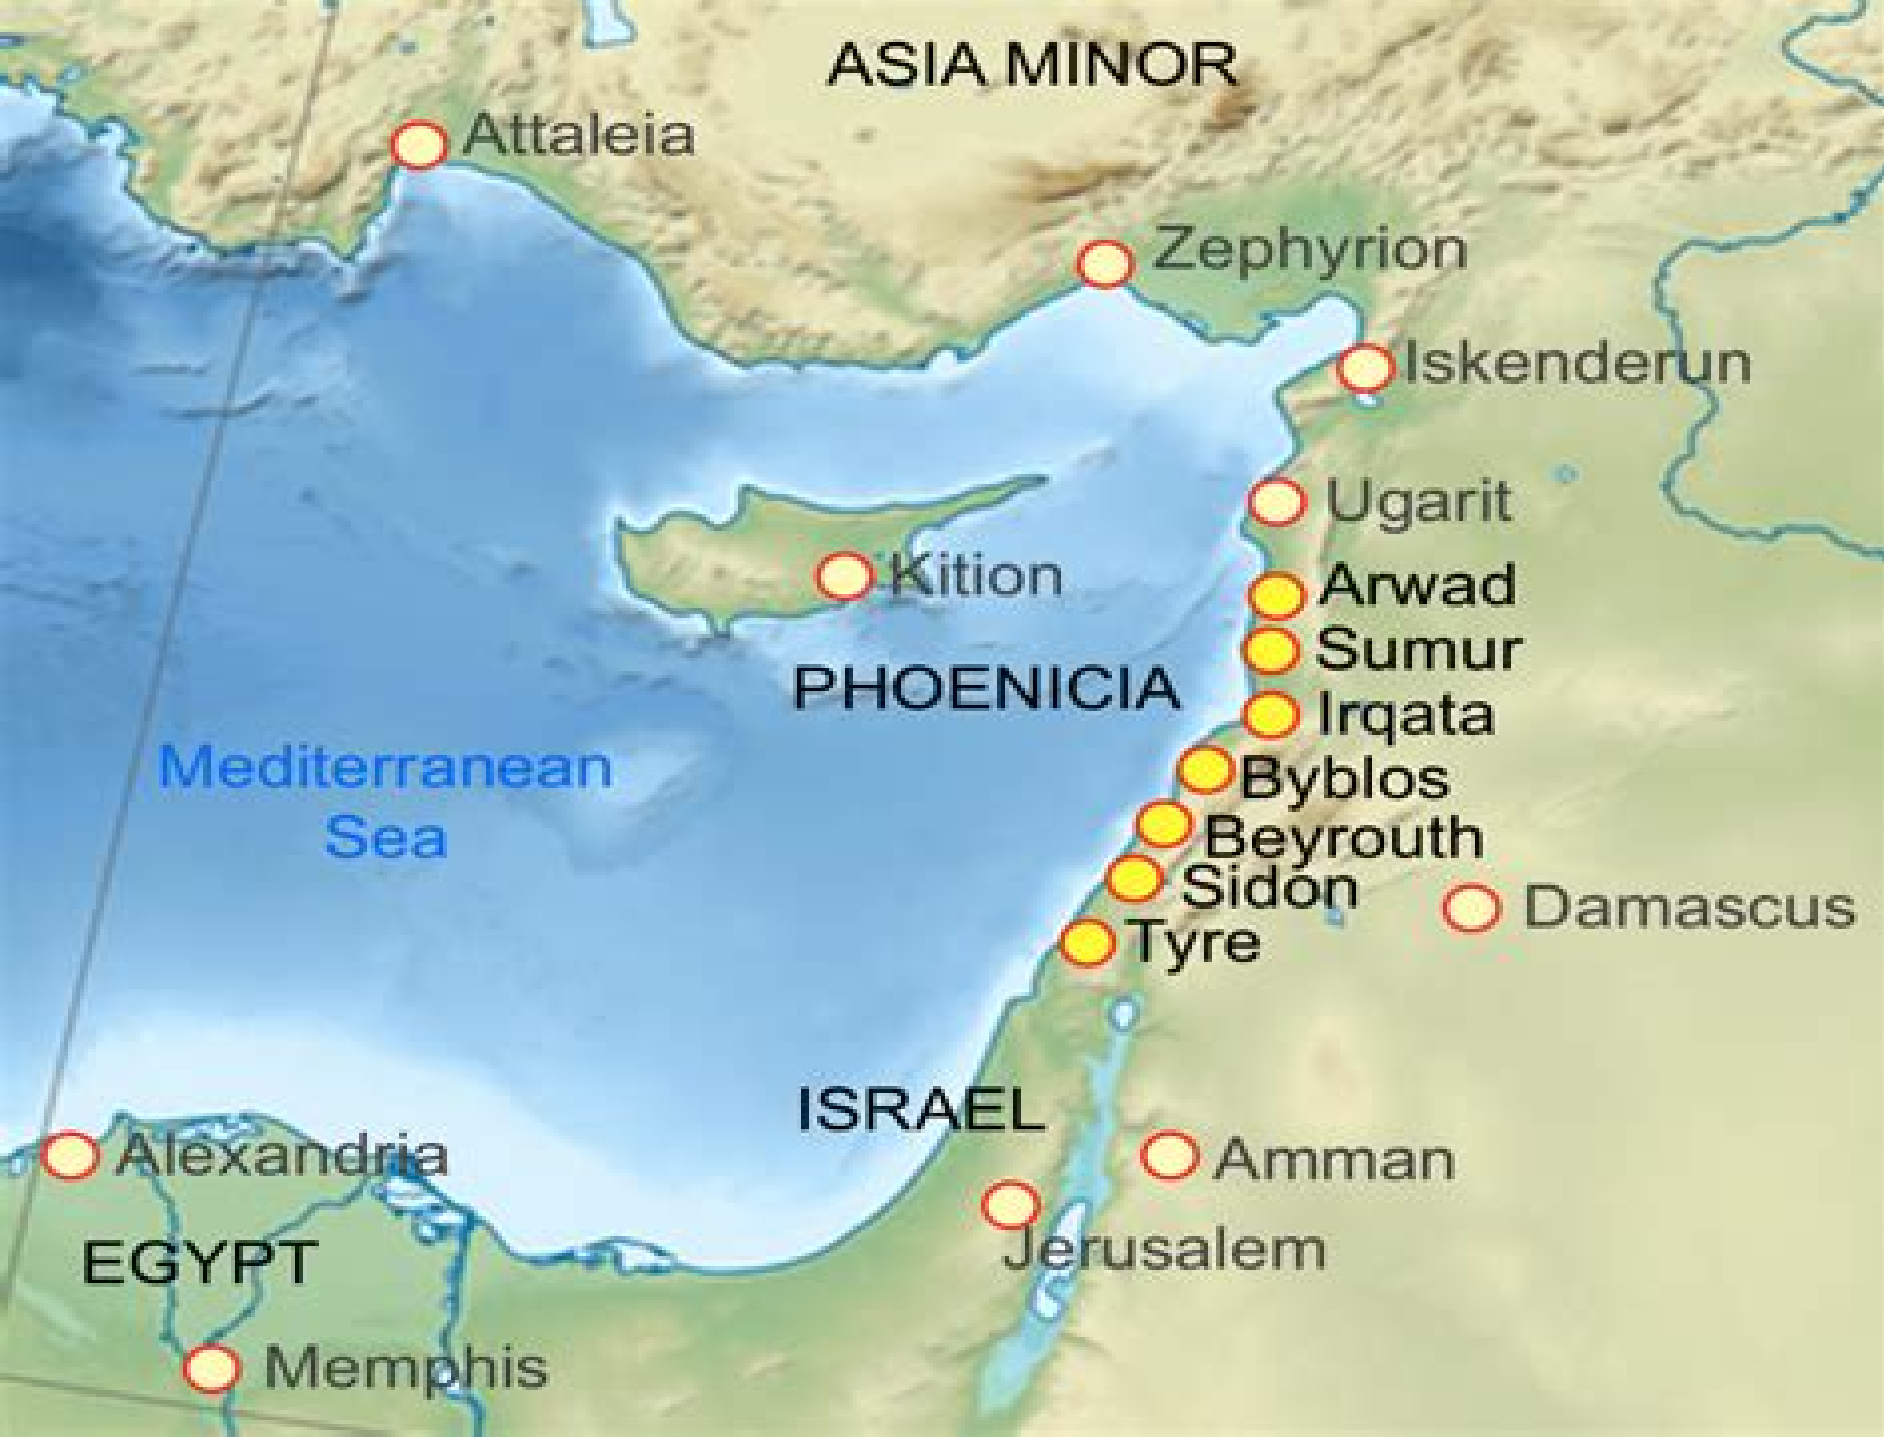 ASIA MINOR
Attaleia
Zephyrion
Iskenderun
Ugarit
Kition
Arwad
Sumur
PHOENICIA
Irqata
Mediterranean
Sea
Byblos
Beyrouth
Sidon
Damascus
Tyre
ISRAEL
Alexandria
Amman
Jerusalem
EGYPT
Memphis